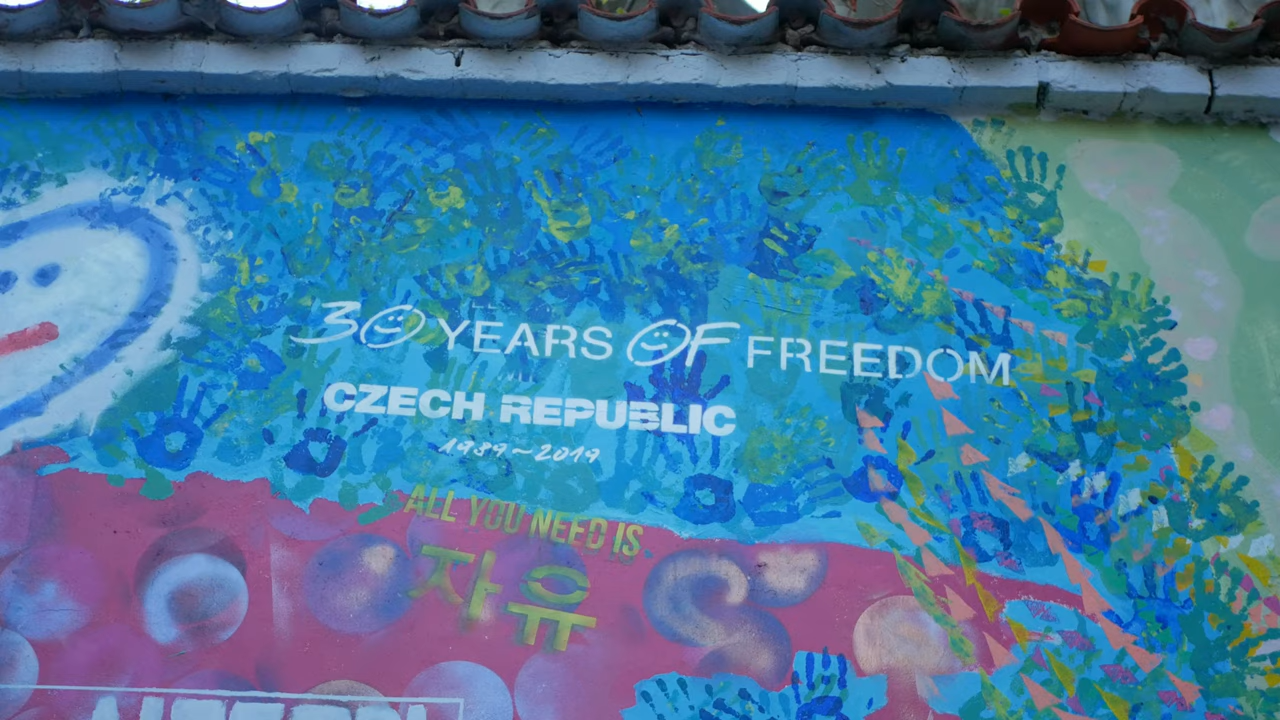 30 YEARS OF FREEDOM
CZECH REPUBLIC
1989~2019
ALL YOU NEED IS
자유